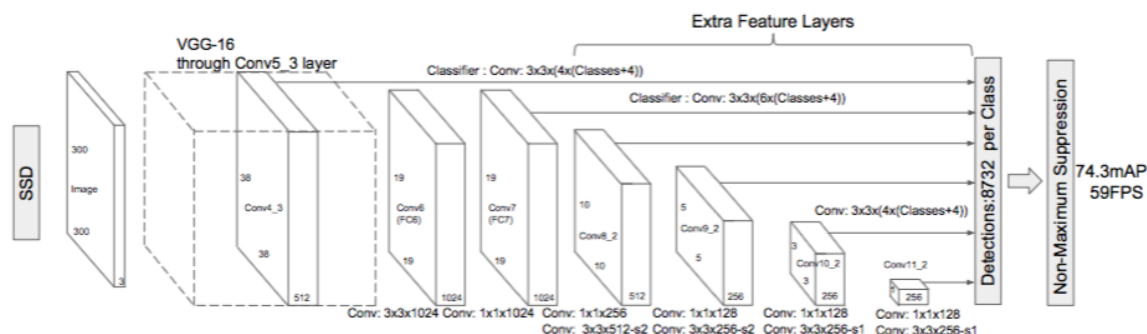 Extra Feature Layers
VGG-16
through Conv5_3 layer
Classifier : Conv: 3x3x(4x(Classes+4))
Classifier : Conv: 3x3x(6x(Classes+4))
SSD
300
Image
300
3
38
Conv4_3
38
512
19
Conv6
(FC6)
19
1024
19
Conv7
(FC7)
19
1024
10
Conv8_2
10
512
5
Conv9_2
5
256
Conv: 3x3x(4x(Classes+4))
3
Conv10_2
3
256
Conv11_2
256
Detections:8732 per Class
Non-Maximum Suppression
74.3mAP
59FPS
Conv: 3x3x1024
Conv: 1x1x1024
Conv: 1x1x256
Conv: 3x3x512-s2
Conv: 1x1x128
Conv: 3x3x256-s2
Conv: 1x1x128
Conv: 3x3x256-s1
Conv: 1x1x128
Conv: 3x3x256-s1